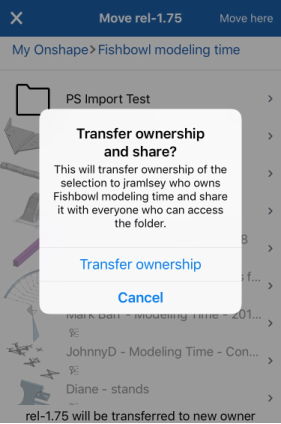 Move rel-1.75
Move here
My Onshape>Fishbowl modeling time
PS Import Test
Transfer ownership
and share?
This will transfer ownership of the
selection to jramlsey who owns
Fishbowl modeling time and share
it with everyone who can access
the folder.
8
s f...
Transfer ownership
Cancel
Mark Barf - Modeling Time - 201...
JohnnyD - Modeling Time - Con...
Diane - stands
rel-1.75 will be transferred to new owner